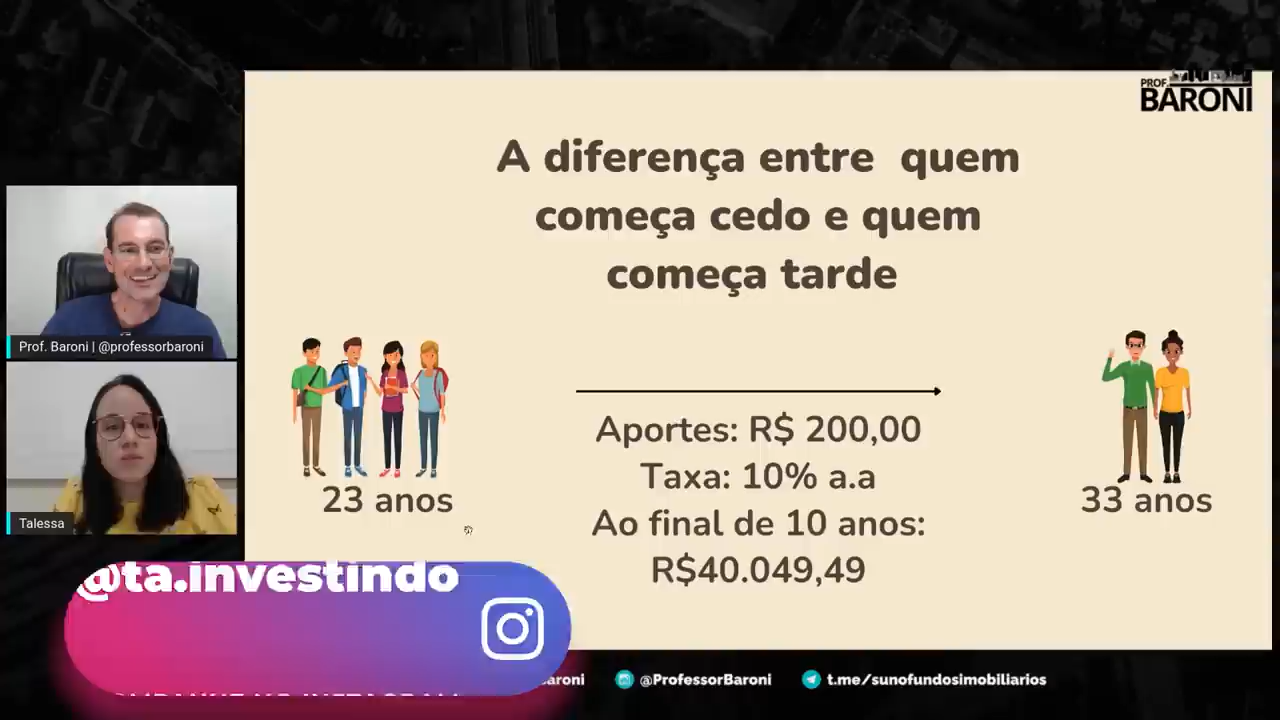 PROF.
BARONI
A diferença entre quem
começa cedo e quem
começa tarde
Prof. Baroni | @professorbaroni
Talessa
23 anos
Aportes: R$ 200,00
Taxa: 10% a.a
Ao final de 10 anos:
R$40.049,49
33 anos
@ta.investindo
aroni
@ProfessorBaroni
t.me/sunofundosimobiliarios